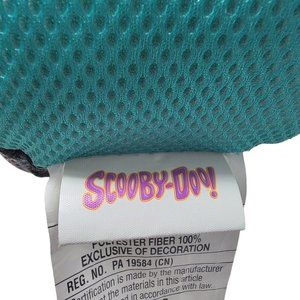 SCOOBY-DOO!
POLYESTER FIBER 100%
EXCLUSIVE OF DECORATION
REG. NO. PA 19584 (CN)
Certification is made by the manufacturer
the materials in this article
in accordance with law.